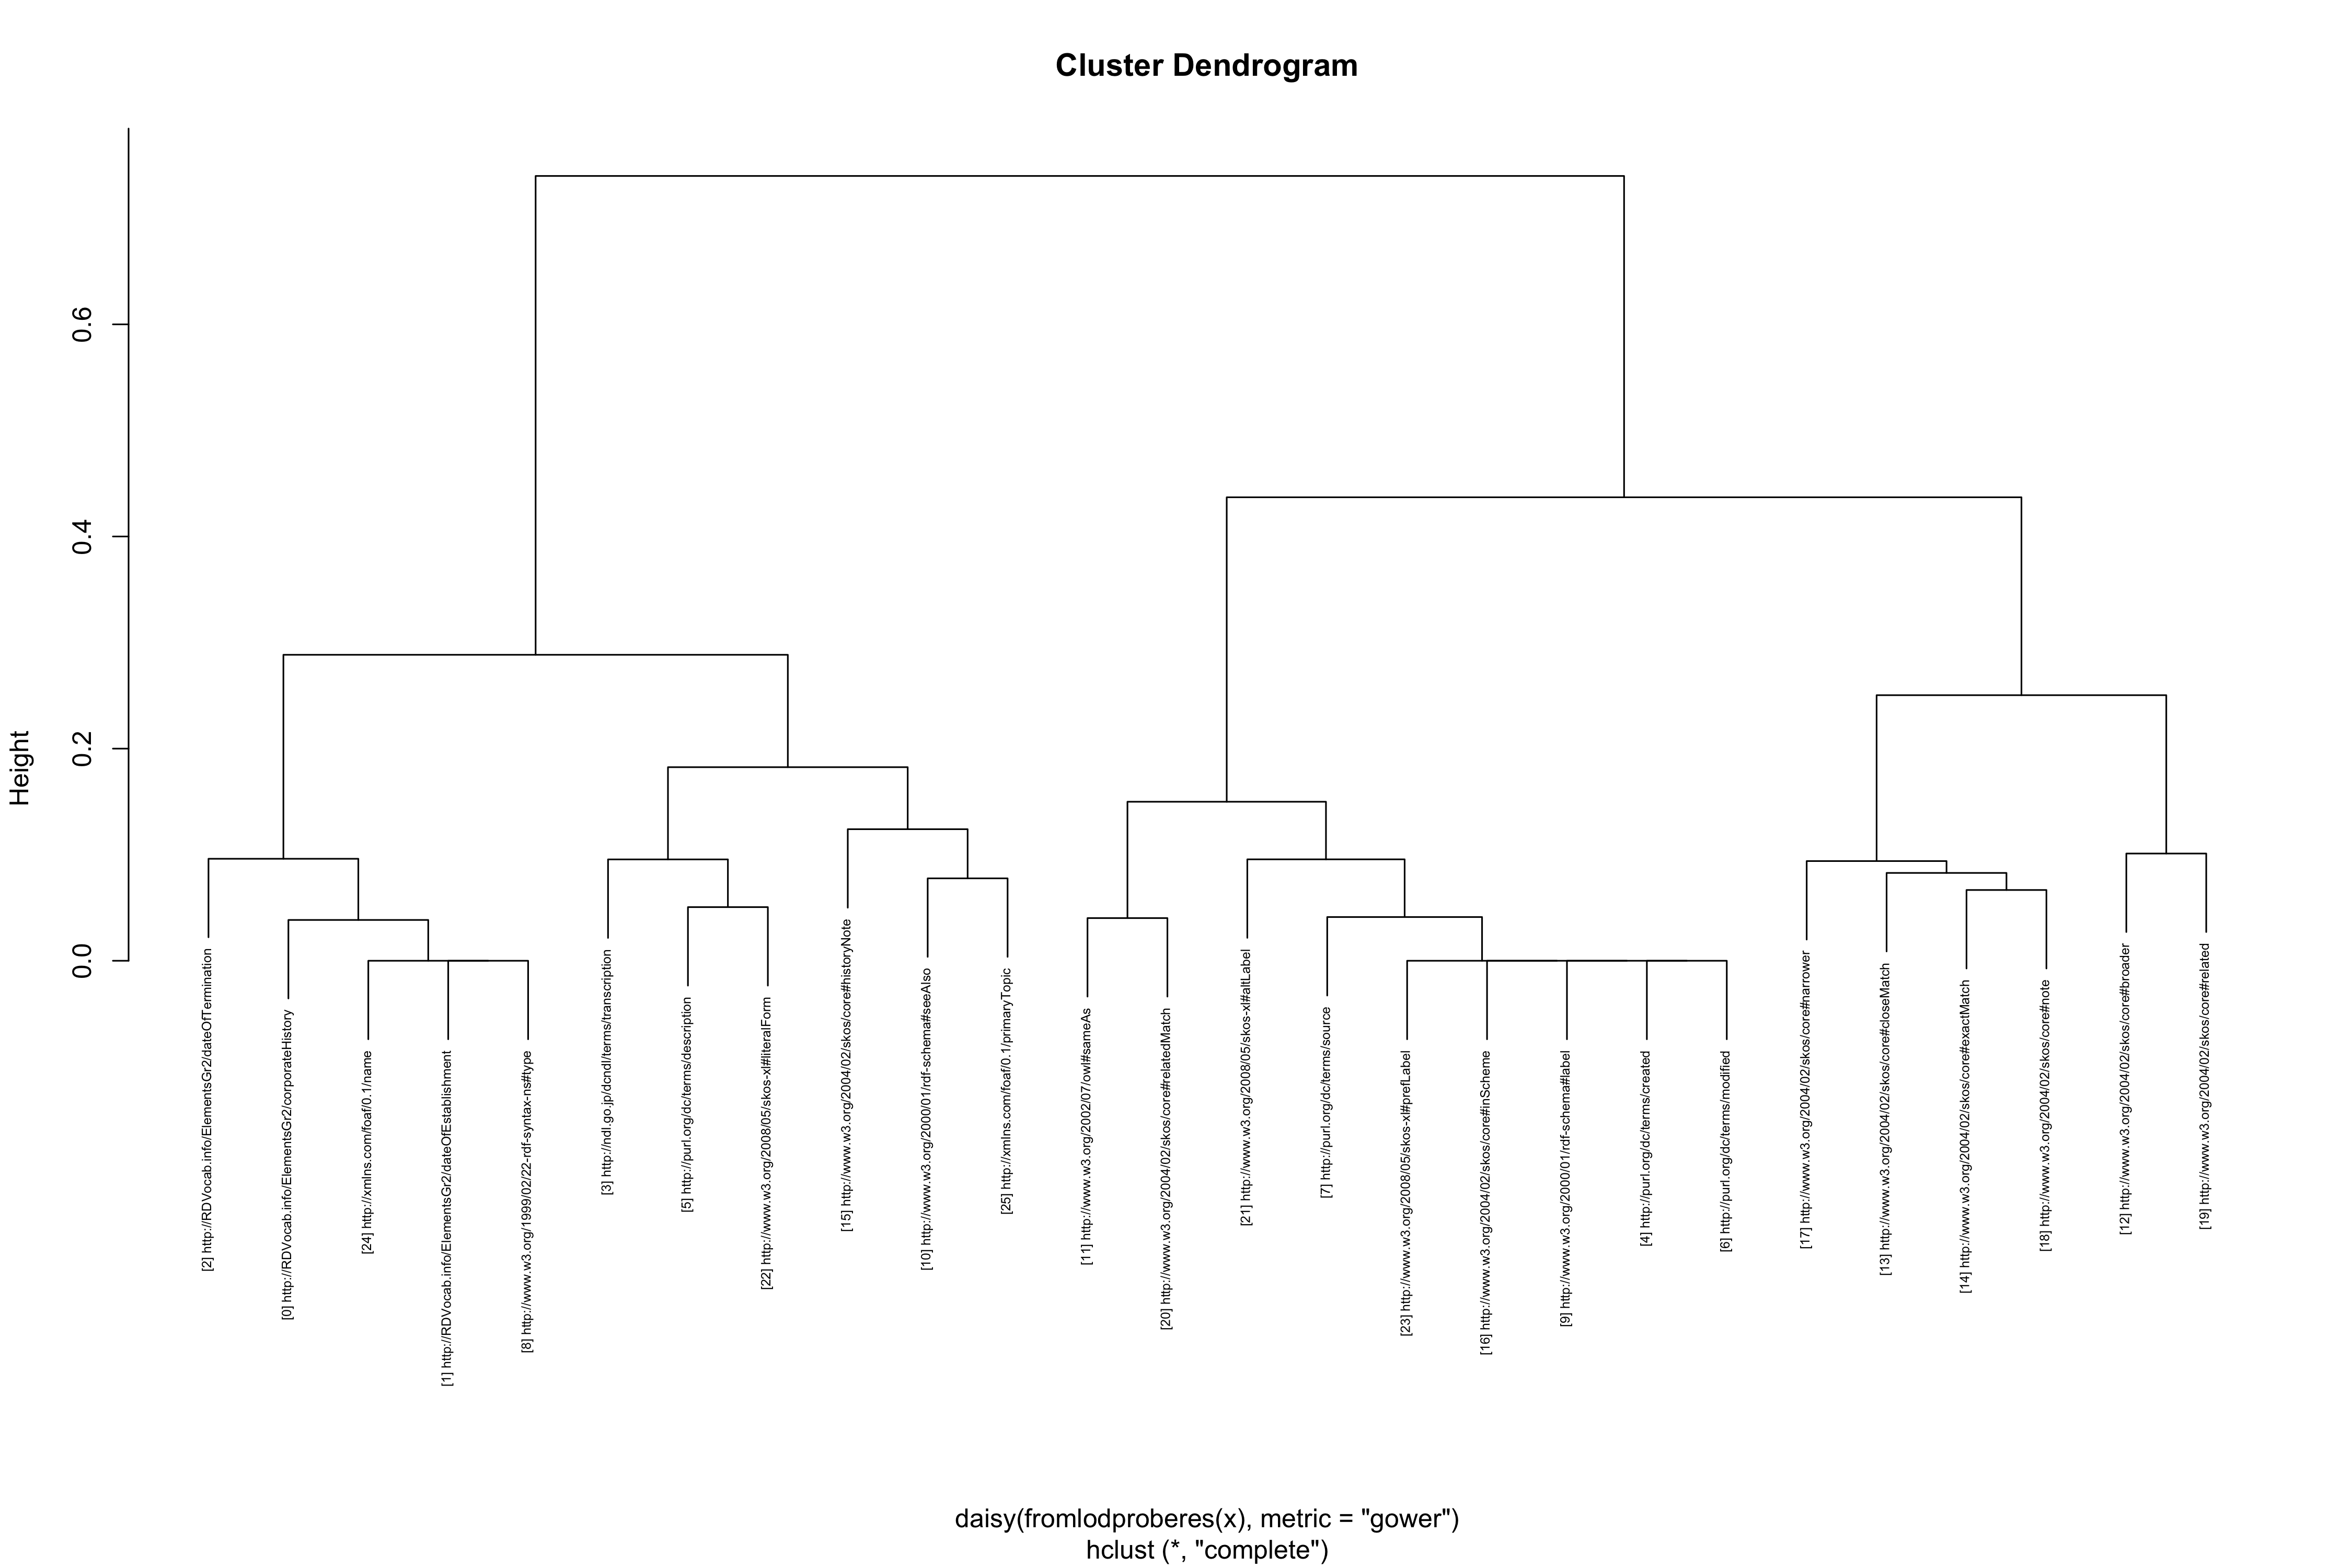 Cluster Dendrogram
Height
0.0
0.2
0.4
0.6
[2] http://RDVocab.info/ElementsGr2/dateOfTermination
[0] http://RDVocab.info/ElementsGr2/corporateHistory
[24] http://xmlns.com/foaf/0.1/name
[1] http://RDVocab.info/ElementsGr2/dateOfEstablishment
[8] http://www.w3.org/1999/02/22-rdf-syntax-ns#type
[3] http://ndl.go.jp/dcndl/terms/transcription
[5] http://purl.org/dc/terms/description
[22] http://www.w3.org/2008/05/skos-xl#literalForm
[15] http://www.w3.org/2004/02/skos/core#historyNote
[10] http://www.w3.org/2000/01/rdf-schema#seeAlso
[25] http://xmlns.com/foaf/0.1/primaryTopic
[11] http://www.w3.org/2002/07/owl#sameAs
[20] http://www.w3.org/2004/02/skos/core#relatedMatch
[21] http://www.w3.org/2008/05/skos-xl#altLabel
[7] http://purl.org/dc/terms/source
[23] http://www.w3.org/2008/05/skos-xl#prefLabel
[16] http://www.w3.org/2004/02/skos/core#inScheme
[9] http://www.w3.org/2000/01/rdf-schema#label
[4] http://purl.org/dc/terms/created
[6] http://purl.org/dc/terms/modified
[17] http://www.w3.org/2004/02/skos/core#narrower
[13] http://www.w3.org/2004/02/skos/core#closeMatch
[14] http://www.w3.org/2004/02/skos/core#exactMatch
[18] http://www.w3.org/2004/02/skos/core#note
[12] http://www.w3.org/2004/02/skos/core#broader
[19] http://www.w3.org/2004/02/skos/core#related
daisy(fromlodproberes(x), metric = "gower")
hclust (*, "complete")